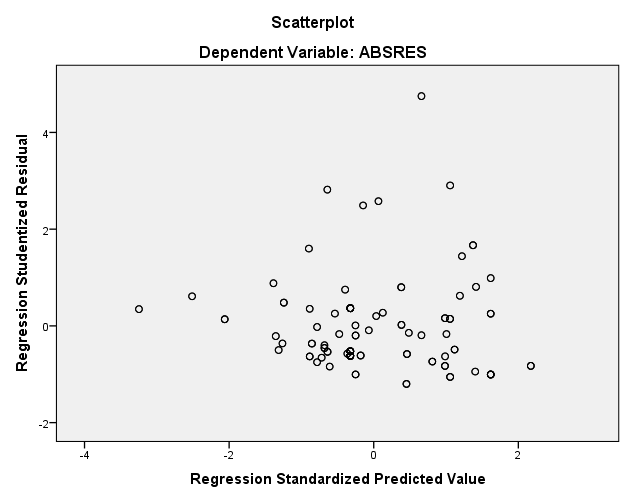 Scatterplot
Dependent Variable: ABSRES
Regression Studentized Residual
4
2
0
-2
-4
-2
0
2
Regression Standardized Predicted Value